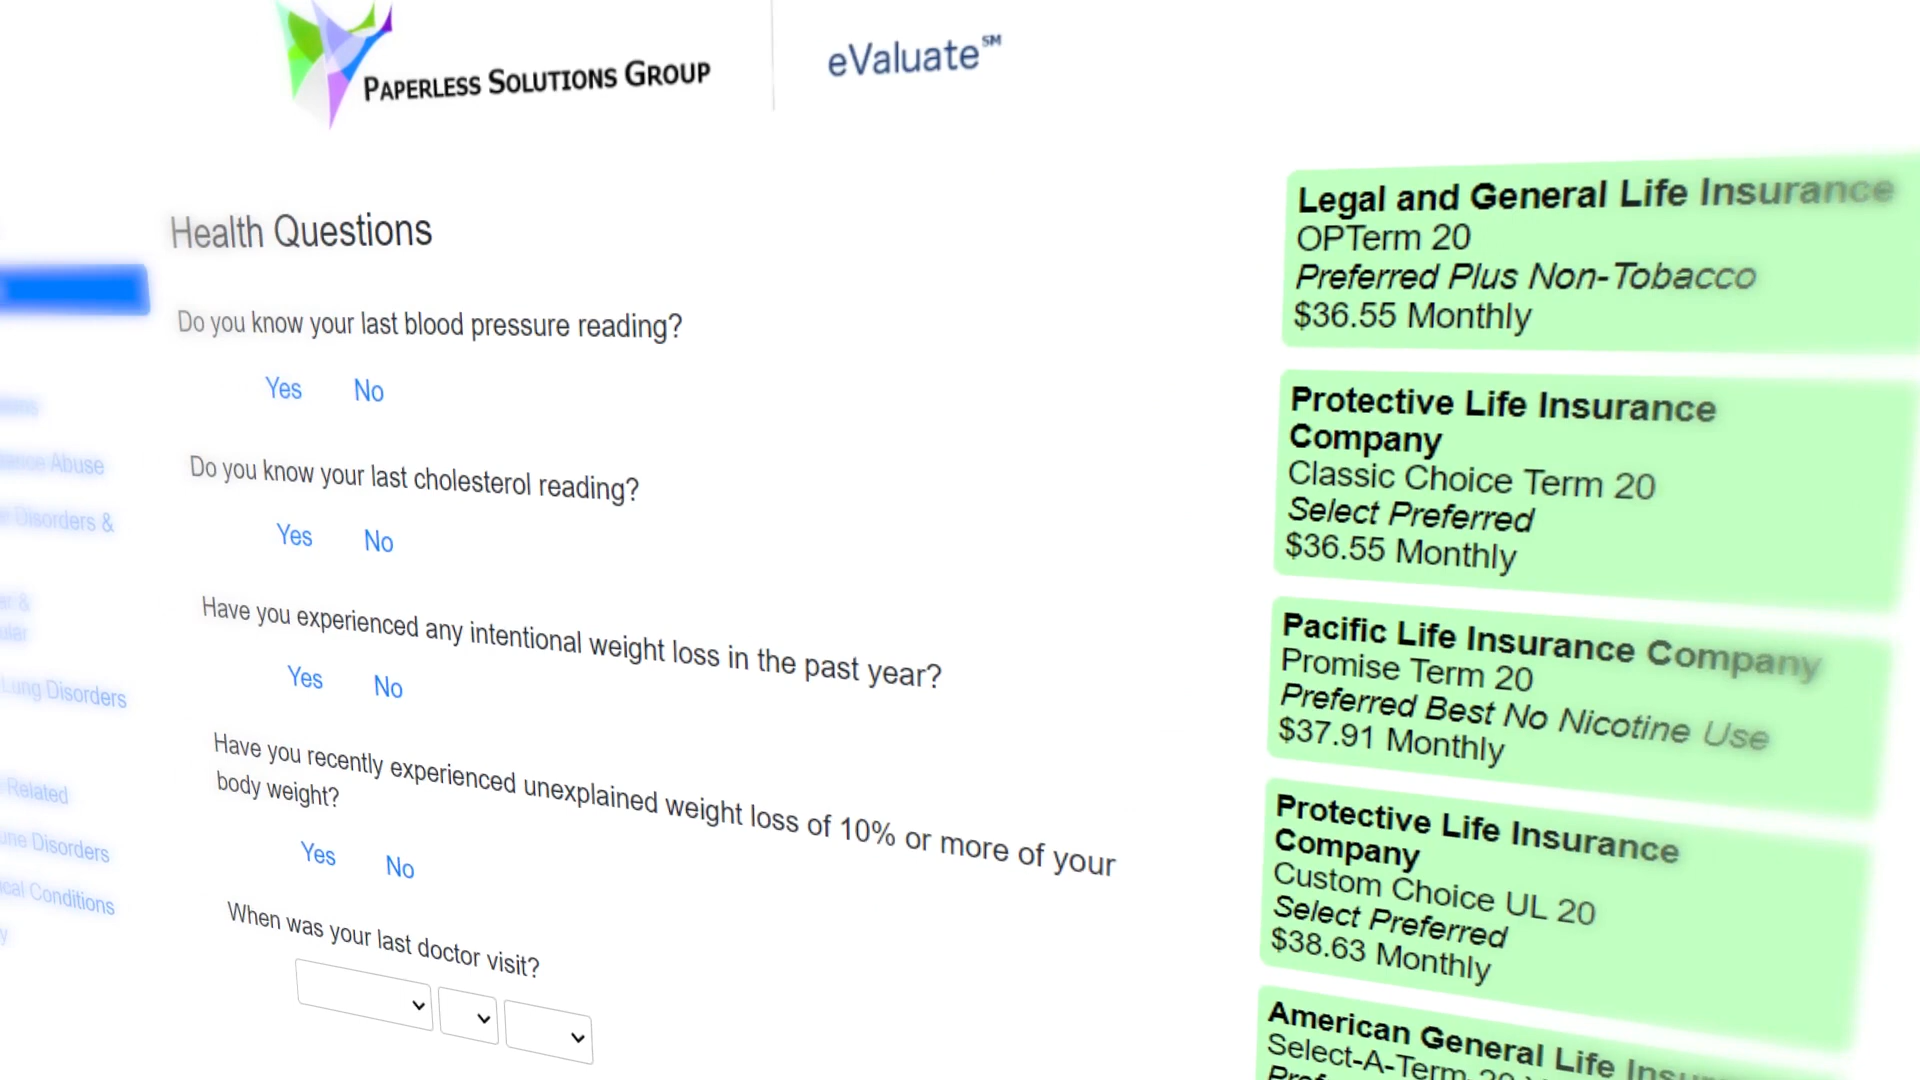 PAPERLESS SOLUTIONS GROUP
eValuate℠
Health Questions
Do you know your last blood pressure reading?
Yes No
Do you know your last cholesterol reading?
Yes No
Have you experienced any intentional weight loss in the past year?
Yes No
Have you recently experienced unexplained weight loss of 10% or more of your
body weight?
Yes No
When was your last doctor visit?
Abuse
Disorders &
Lung Disorders
Related
Disorders
Conditions
Legal and General Life Insurance
OPTerm 20
Preferred Plus Non-Tobacco
$36.55 Monthly
Protective Life Insurance
Company
Classic Choice Term 20
Select Preferred
$36.55 Monthly
Pacific Life Insurance Company
Promise Term 20
Preferred Best No Nicotine Use
$37.91 Monthly
Protective Life Insurance
Company
Custom Choice UL 20
Select Preferred
$38.63 Monthly
American General Life
Select-A-Term 20